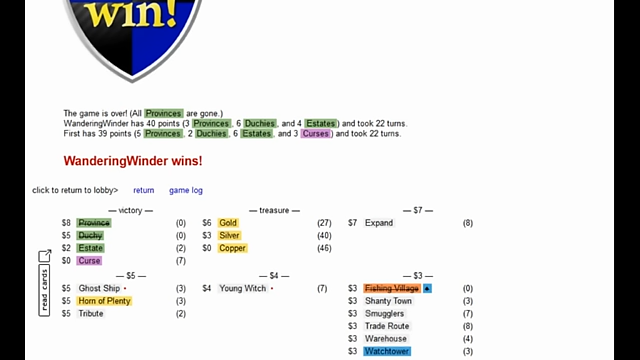 win!
The game is over! (All Provinces are gone.)
WanderingWinder has 40 points (3 Provinces, 6 Duchies, and 4 Estates) and took 22 turns.
First has 39 points (5 Provinces, 2 Duchies, 6 Estates, and 3 Curses) and took 22 turns.
WanderingWinder wins!
click to return to lobby> return game log
— victory — — treasure — — $7 —
$8 Province (0) $6 Gold (27) $7 Expand (8)
$5 Duchy (0) $3 Silver (40)
$2 Estate (2) $0 Copper (46)
$0 Curse (7)
read cards
— $5 — — $4 — — $3 —
$5 Ghost Ship (3) $4 Young Witch (7) $3 Fishing Village (0)
$5 Horn of Plenty (3) $3 Shanty Town (3)
$5 Tribute (2) $3 Smugglers (7)
$3 Trade Route (8)
$3 Warehouse (4)
$3 Watchtower (3)